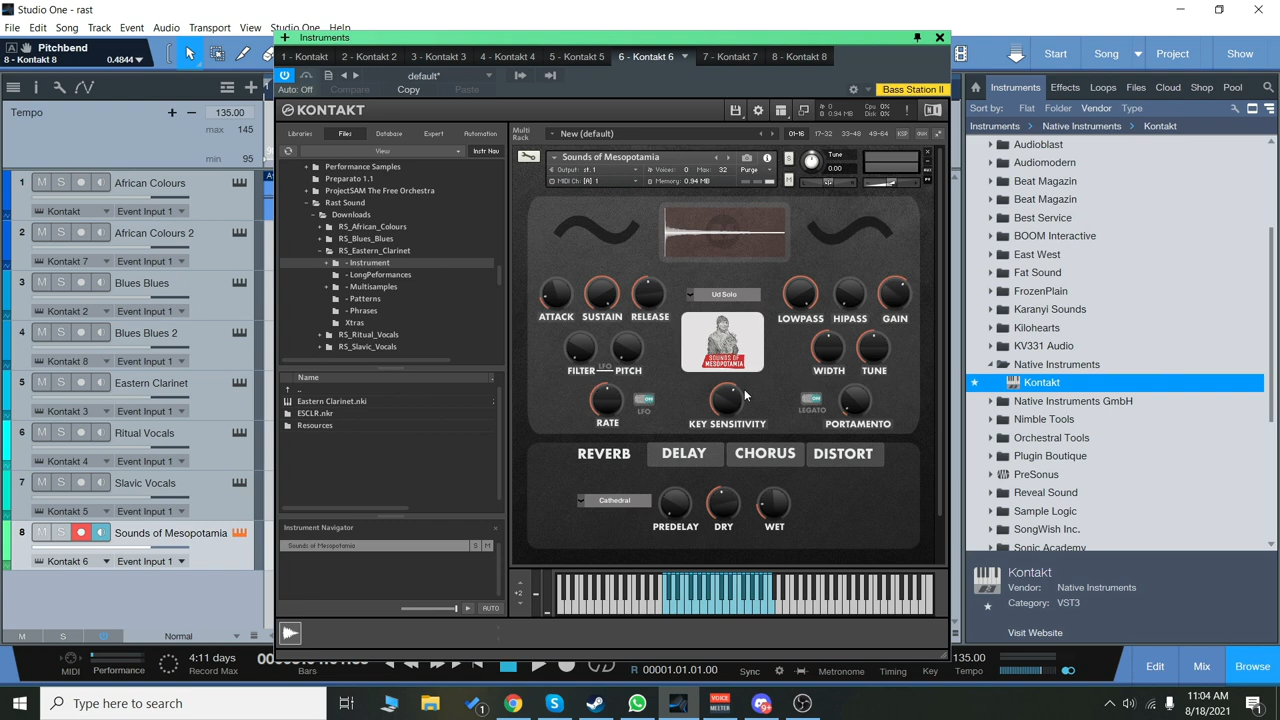 Studio One - rast
File Edit Song Track Event Audio Transport View
Pitchbend
8 - Kontakt 8 0.4844
Instruments
1 - Kontakt 2 - Kontakt 2 3 - Kontakt 3 4 - Kontakt 4 5 - Kontakt 5 6 - Kontakt 6 7 - Kontakt 7 8 - Kontakt 8
default*
Auto: Off Compare Copy Paste Bass Station II
Start Song Project Show
Tempo 135.00
max 145
min 95
1 M S African Colours
Kontakt Event Input 1
2 M S African Colours 2
Kontakt 7 Event Input 1
3 M S Blues Blues
Kontakt 2 Event Input 1
4 M S Blues Blues 2
Kontakt 8 Event Input 1
5 M S Eastern Clarinet
Kontakt 3 Event Input 1
6 M S Ritual Vocals
Kontakt 4 Event Input 1
7 M S Slavic Vocals
Kontakt 5 Event Input 1
8 M S Sounds of Mesopotamia
Kontakt 6 Event Input 1
M S Normal
KONTAKT
0 Cpu 0%
0.94 MB Disk 0%
Libraries Files Database Expert Automation
View Instr Nav
Performance Samples
Preparato 1.1
ProjectSAM The Free Orchestra
Rast Sound
Downloads
RS_African_Colours
RS_Blues_Blues
RS_Eastern_Clarinet
- Instrument
- LongPeformances
- Multisamples
- Patterns
- Phrases
Xtras
RS_Ritual_Vocals
RS_Slavic_Vocals
Name
..
Eastern Clarinet.nki
ESCLR.nkr
Resources
Instrument Navigator
Sounds of Mesopotamia S M
AUTO
Multi Rack New (default) 01-16 17-32 33-48 49-64 KSP AUX
Sounds of Mesopotamia
Output: st. 1 Voices: 0 Max: 32 Purge
MIDI Ch: [A] 1 Memory: 0.94 MB
S M
Tune
0.00
ATTACK SUSTAIN RELEASE
Ud Solo
SOUNDS OF
MESOPOTAMIA
LOWPASS HIPASS GAIN
FILTER LFO PITCH
WIDTH TUNE
ON
LFO
RATE KEY SENSITIVITY
ON
LEGATO
PORTAMENTO
REVERB DELAY CHORUS DISTORT
Cathedral
PREDELAY DRY WET
+2
Instruments Effects Loops Files Cloud Shop Pool
Sort by: Flat Folder Vendor Type
Instruments Native Instruments Kontakt
Audioblast
Audiomodern
Beat Magazin
Beat Magazin
Best Service
BOOM Interactive
East West
Fat Sound
FrozenPlain
Karanyi Sounds
Kilohearts
KV331 Audio
Native Instruments
Kontakt
Native Instruments GmbH
Nimble Tools
Orchestral Tools
Plugin Boutique
PreSonus
Reveal Sound
Sample Logic
SongWish Inc.
Sonic Academy
Kontakt
Vendor: Native Instruments
Category: VST3
Visit Website
MIDI Performance 4:11 days
Record Max Bars
R 00001.01.01.00
Sync Metronome Key
135.00
Tempo
Edit Mix Browse
Type here to search
11:04 AM
8/18/2021